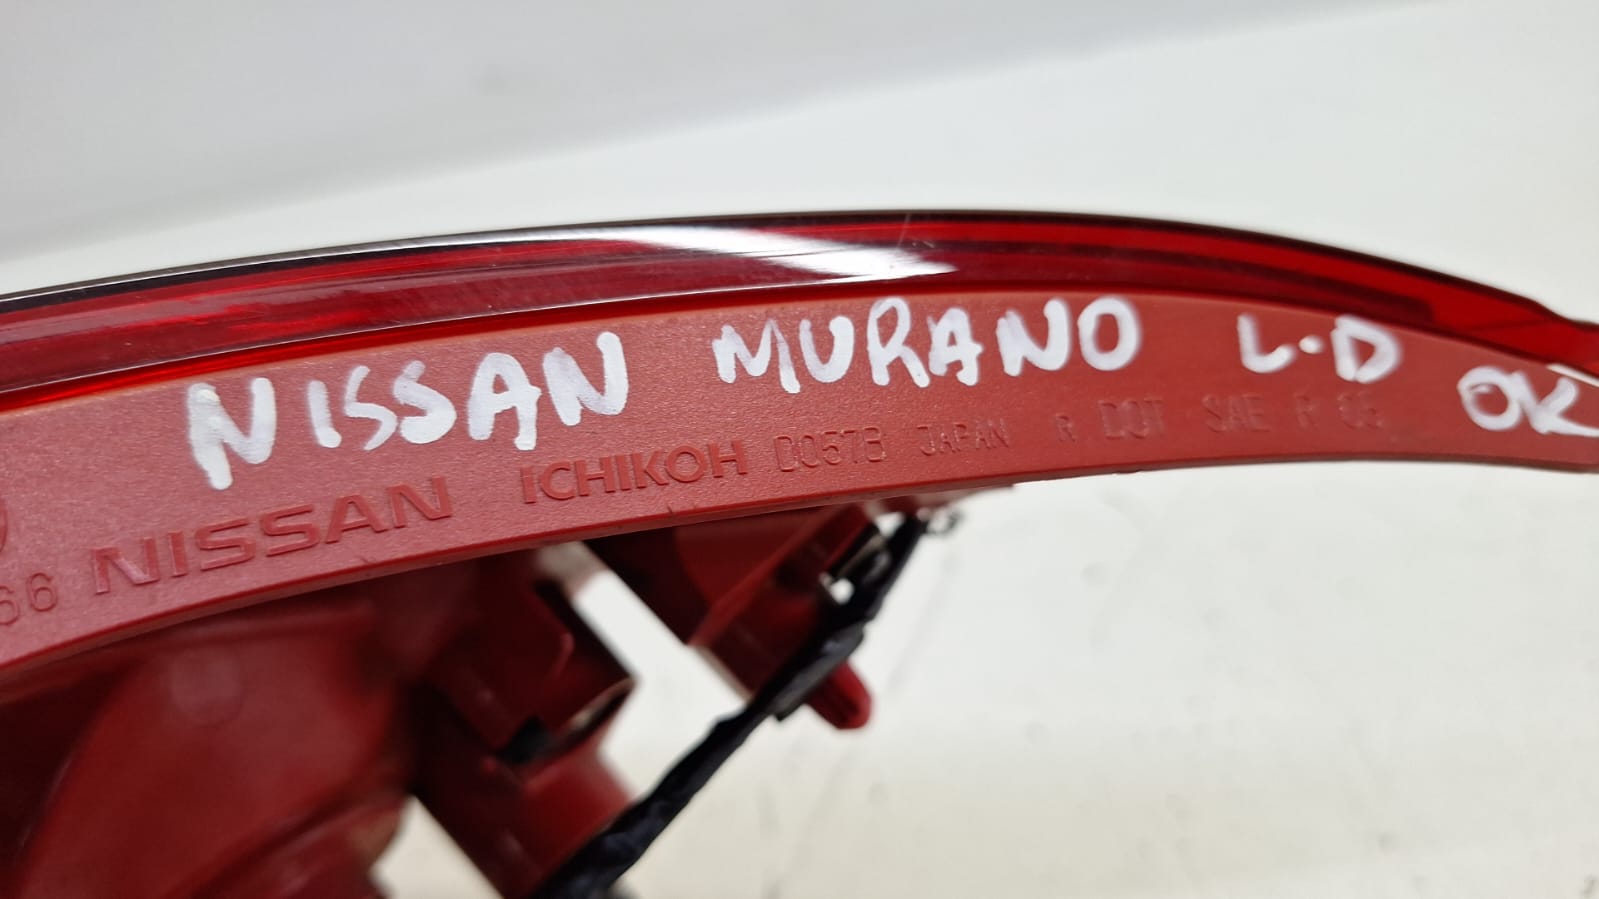 NISSAN MURANO L.D OK
66 NISSAN ICHIKOH D057B JAPAN R DOT SAE R 05